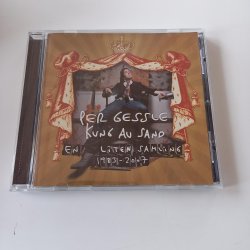 PER GESSLE
KUNG AV SAND
EN LITEN SAMLING
1983-2007